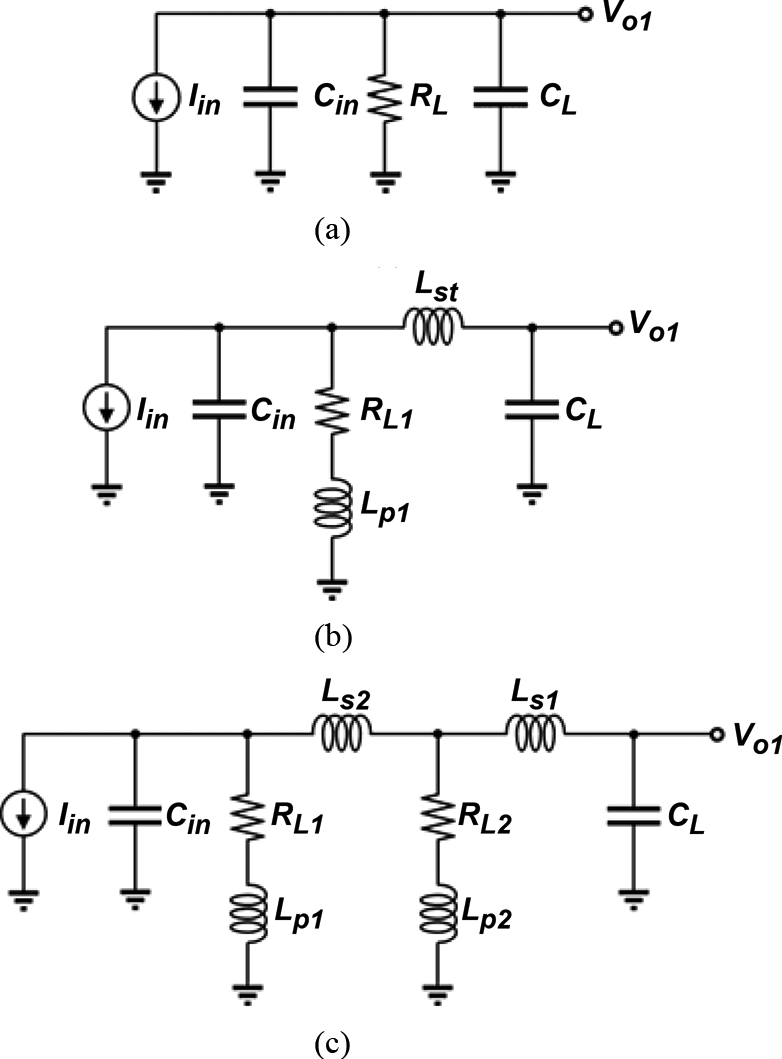 V_{o1}
I_{in} C_{in} R_L C_L
(a)
L_{st}
V_{o1}
I_{in} C_{in} R_{L1} C_L
L_{p1}
(b)
L_{s2} L_{s1}
V_{o1}
I_{in} C_{in} R_{L1} R_{L2} C_L
L_{p1} L_{p2}
(c)